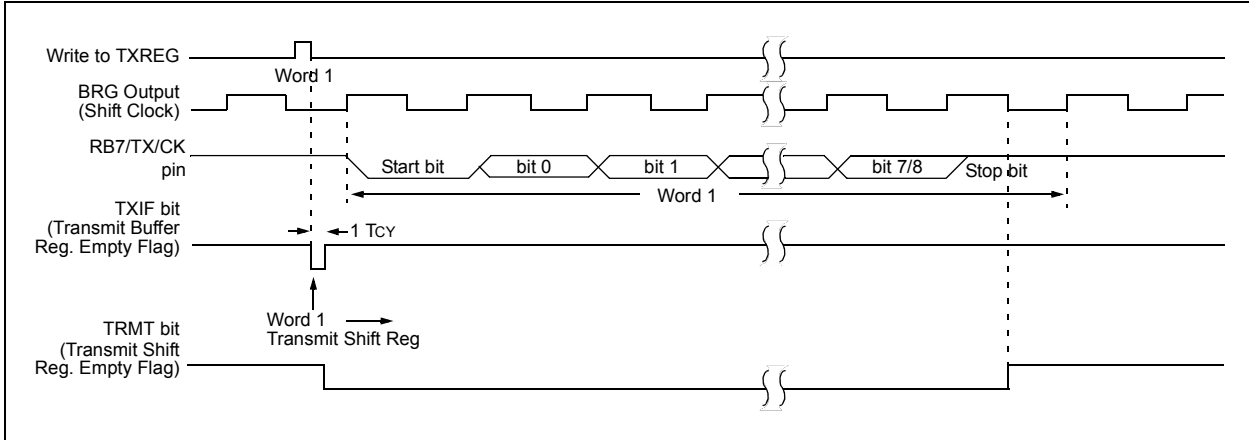 Write to TXREG
Word 1
BRG Output
(Shift Clock)
RB7/TX/CK
pin
Start bit
bit 0
bit 1
bit 7/8
Stop bit
Word 1
TXIF bit
(Transmit Buffer
Reg. Empty Flag)
1 TCY
Word 1
Transmit Shift Reg
TRMT bit
(Transmit Shift
Reg. Empty Flag)